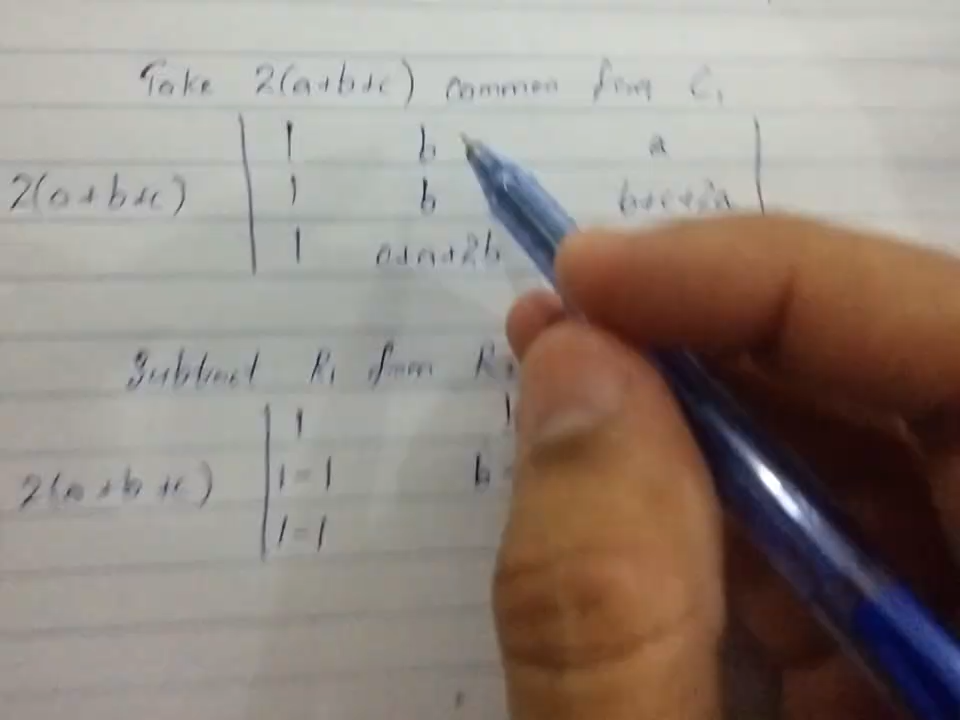 Take 2(a+b+c) common from C₁
1 b a
2(a+b+c) 1 b b+c+2a
1 c+a+2b
Subtract R₁ from R
1
2(a+b+c) 1-1 b-
1-1